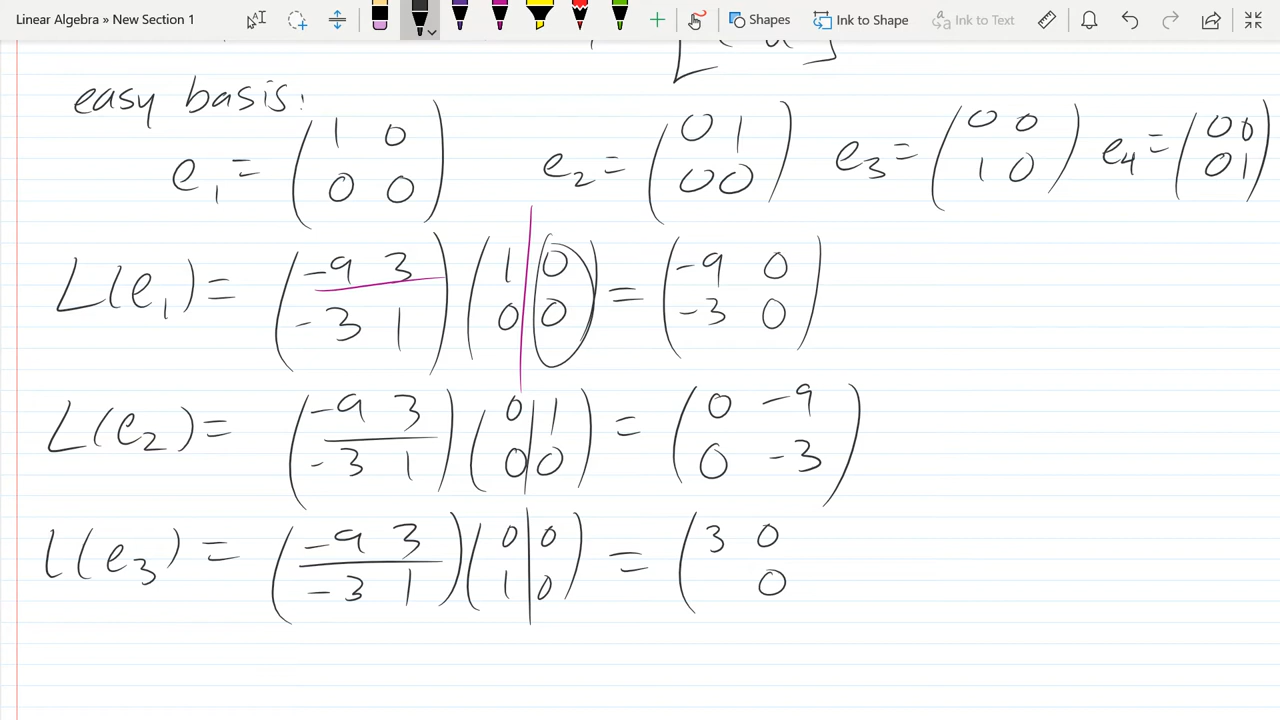 Linear Algebra » New Section 1 Shapes Ink to Shape Ink to Text
easy basis:
e₁ = (1 0; 0 0) e₂ = (0 1; 0 0) e₃ = (0 0; 1 0) e₄ = (0 0; 0 1)
L(e₁) = (-9 3; -3 1) (1 0; 0 0) = (-9 0; -3 0)
L(e₂) = (-9 3; -3 1) (0 1; 0 0) = (0 -9; 0 -3)
L(e₃) = (-9 3; -3 1) (0 0; 1 0) = (3 0; 0